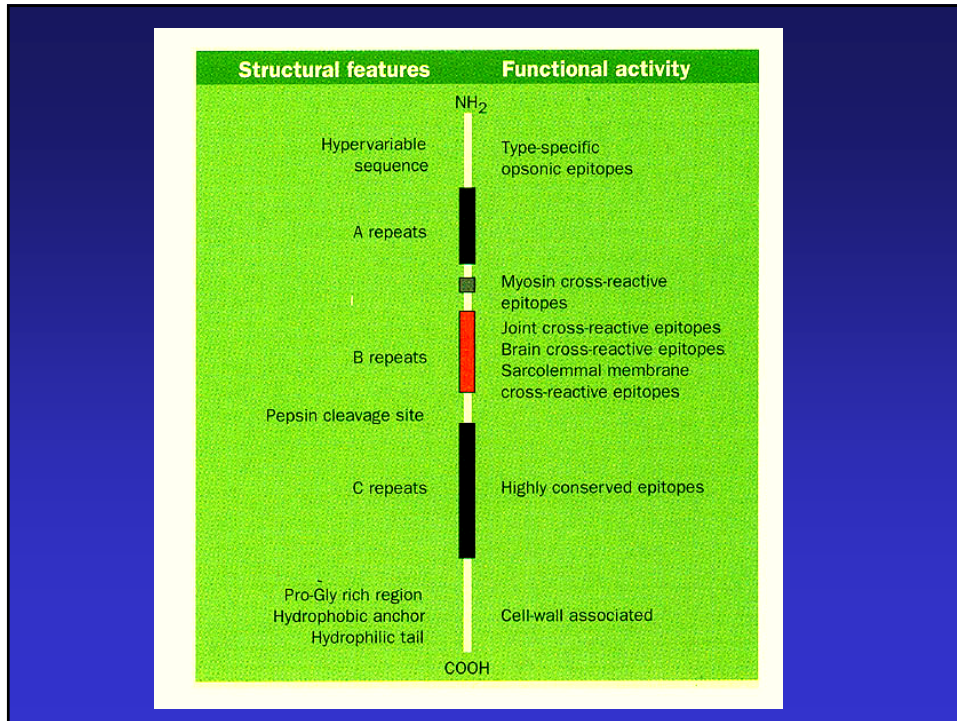 Structural features Functional activity
NH2
Hypervariable
sequence
Type-specific
opsonic epitopes
A repeats
Myosin cross-reactive
epitopes
Joint cross-reactive epitopes
Brain cross-reactive epitopes
Sarcolemmal membrane
cross-reactive epitopes
B repeats
Pepsin cleavage site
C repeats
Highly conserved epitopes
Pro-Gly rich region
Hydrophobic anchor
Hydrophilic tail
Cell-wall associated
COOH